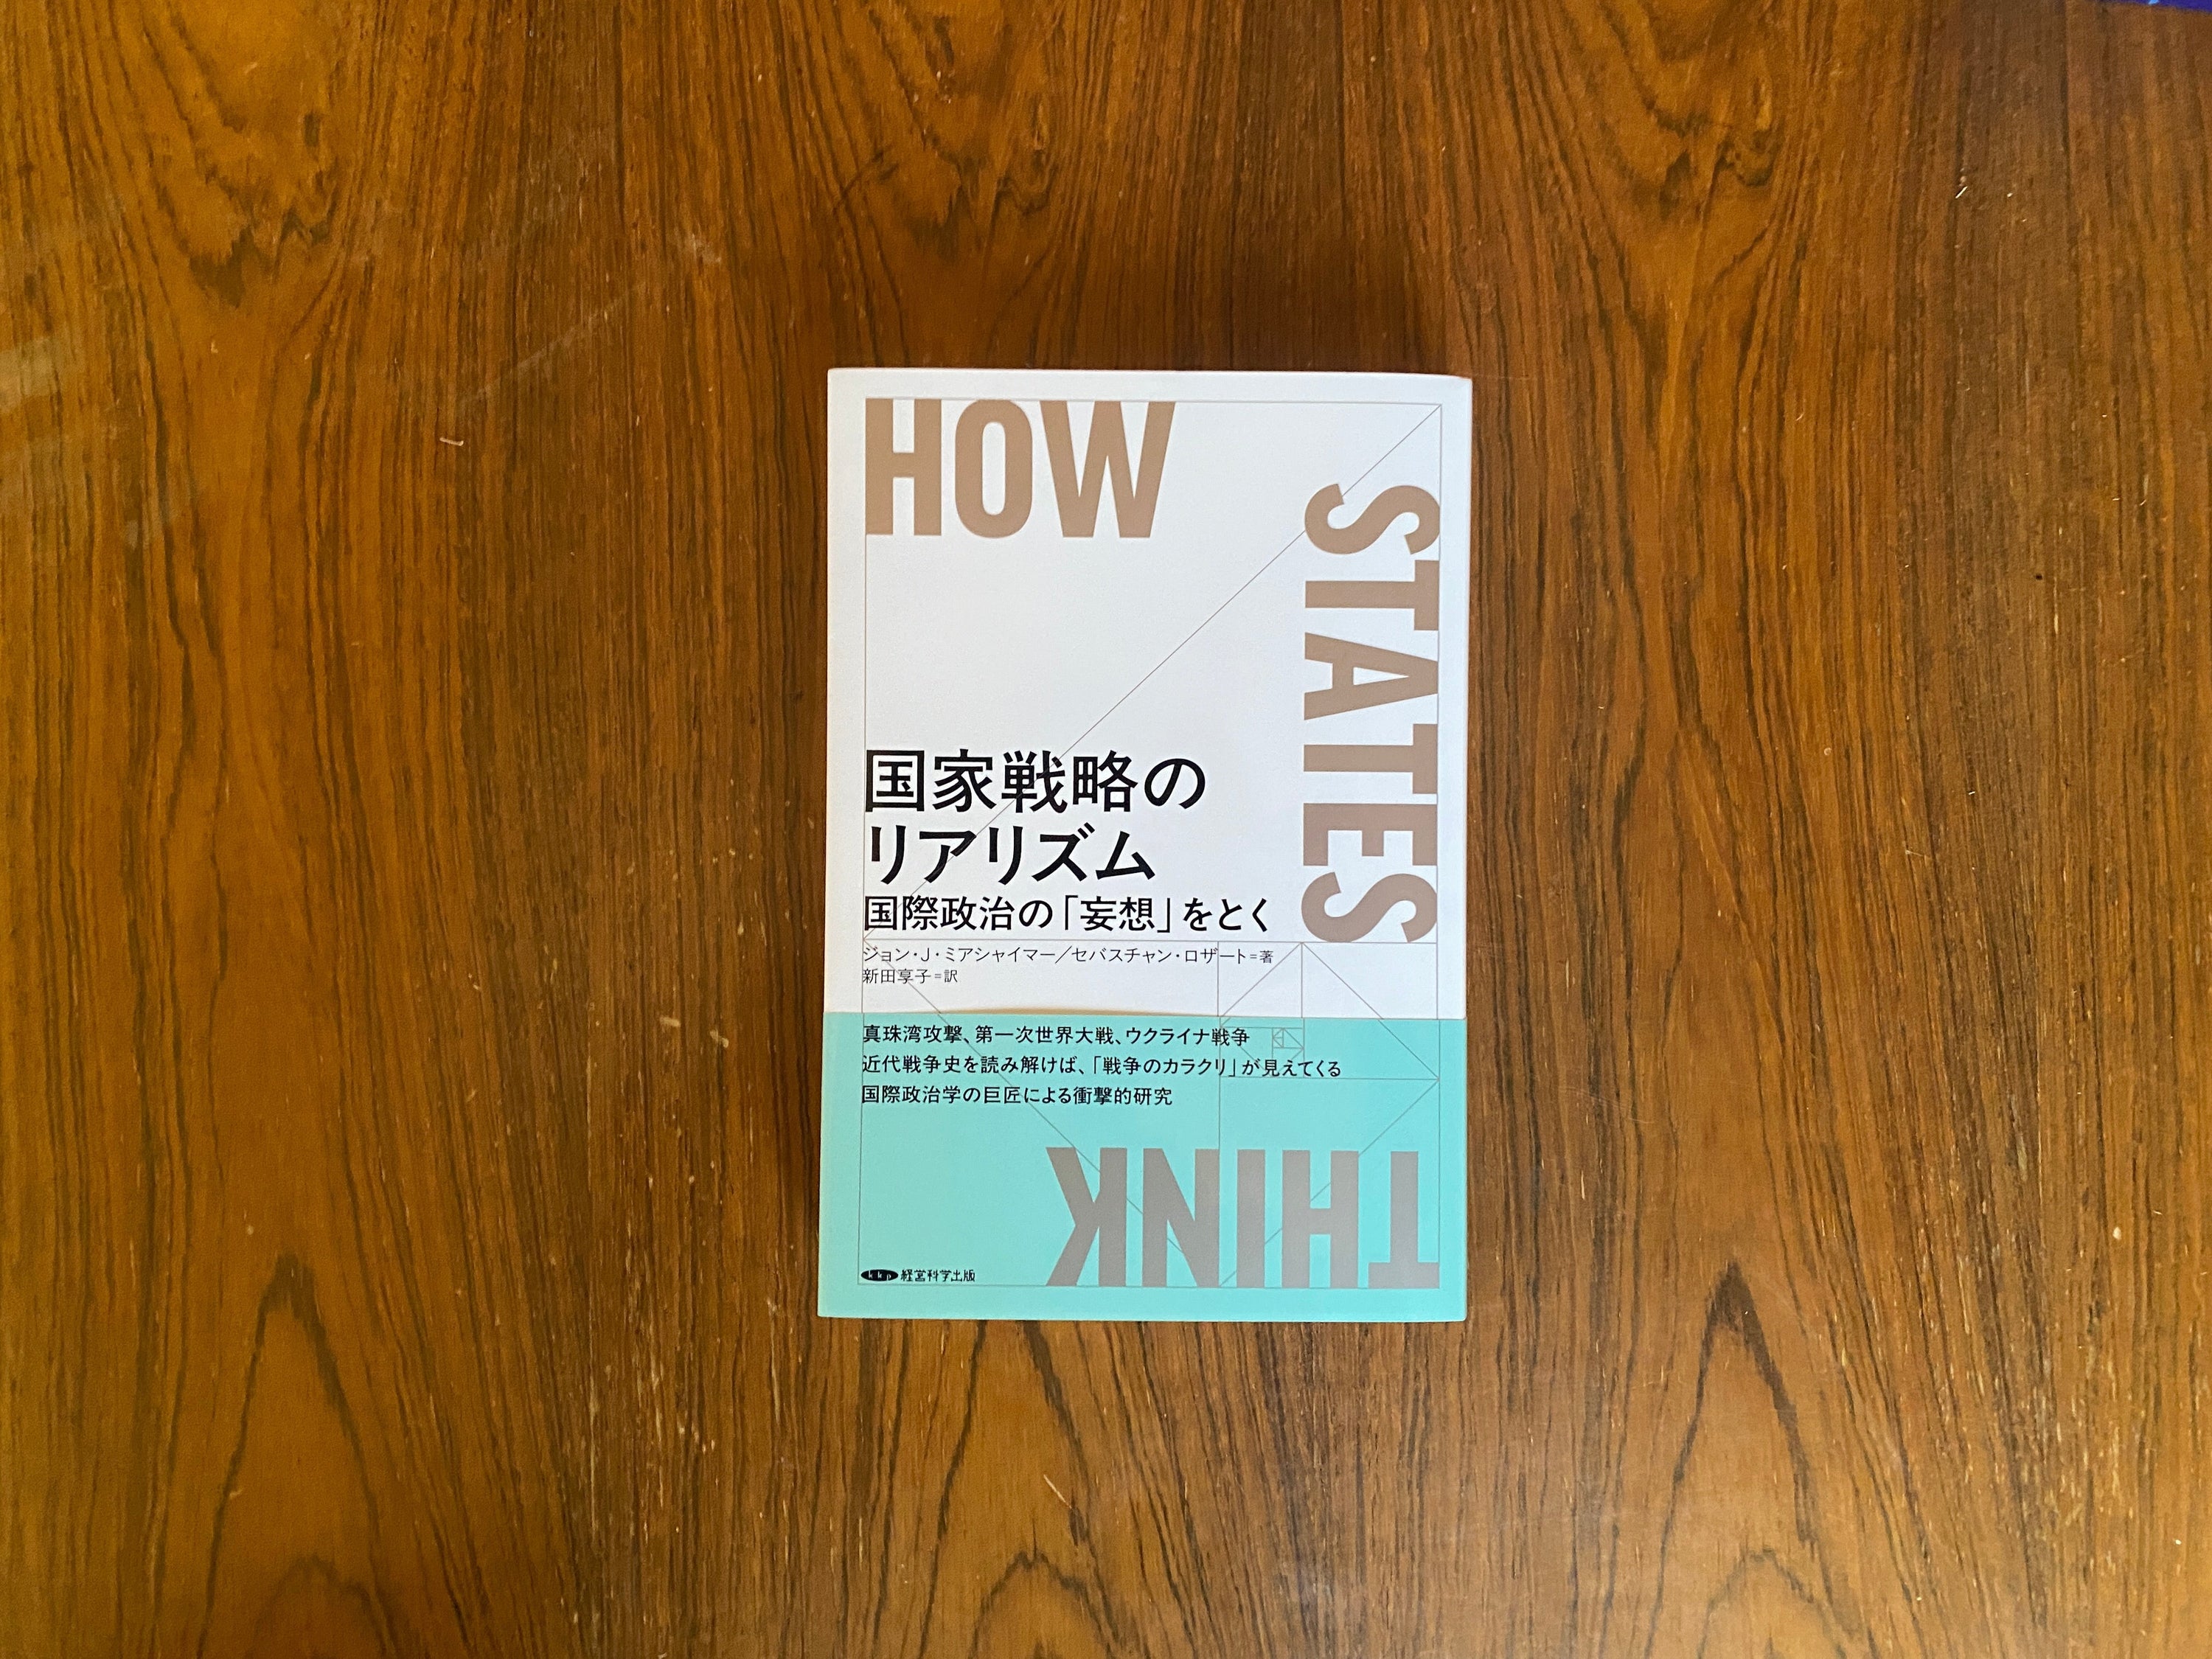 HOW
STATES
国家戦略の
リアリズム
国際政治の「妄想」をとく
ジョン・J・ミアシャイマー／セバスチャン・ロザート=著
新田享子=訳
真珠湾攻撃、第一次世界大戦、ウクライナ戦争
近代戦争史を読み解けば、「戦争のカラクリ」が見えてくる
国際政治学の巨匠による衝撃的研究
THINK
kkp 経営科学出版